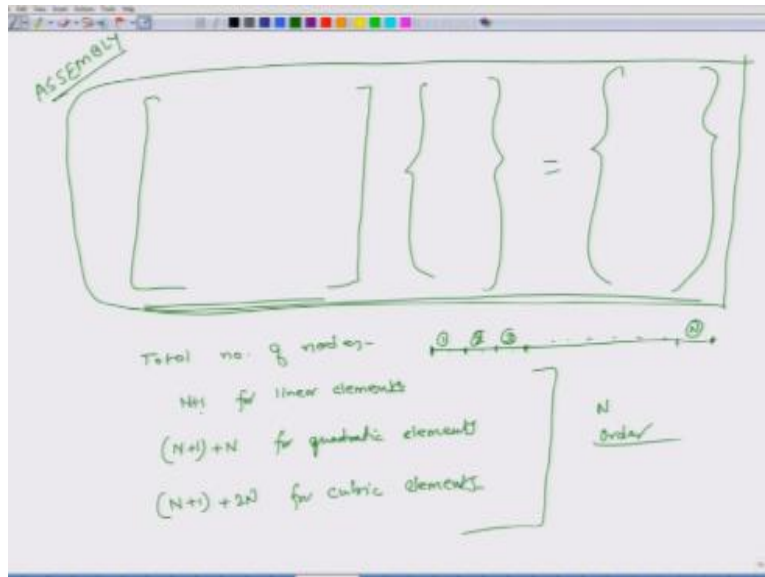 ASSEMBLY
=
Total no. of nodes-
① ② ③ - - - - - - Ⓝ
N+1 for linear elements
(N+1)+N for quadratic elements
(N+1)+2N for cubic elements
N
order